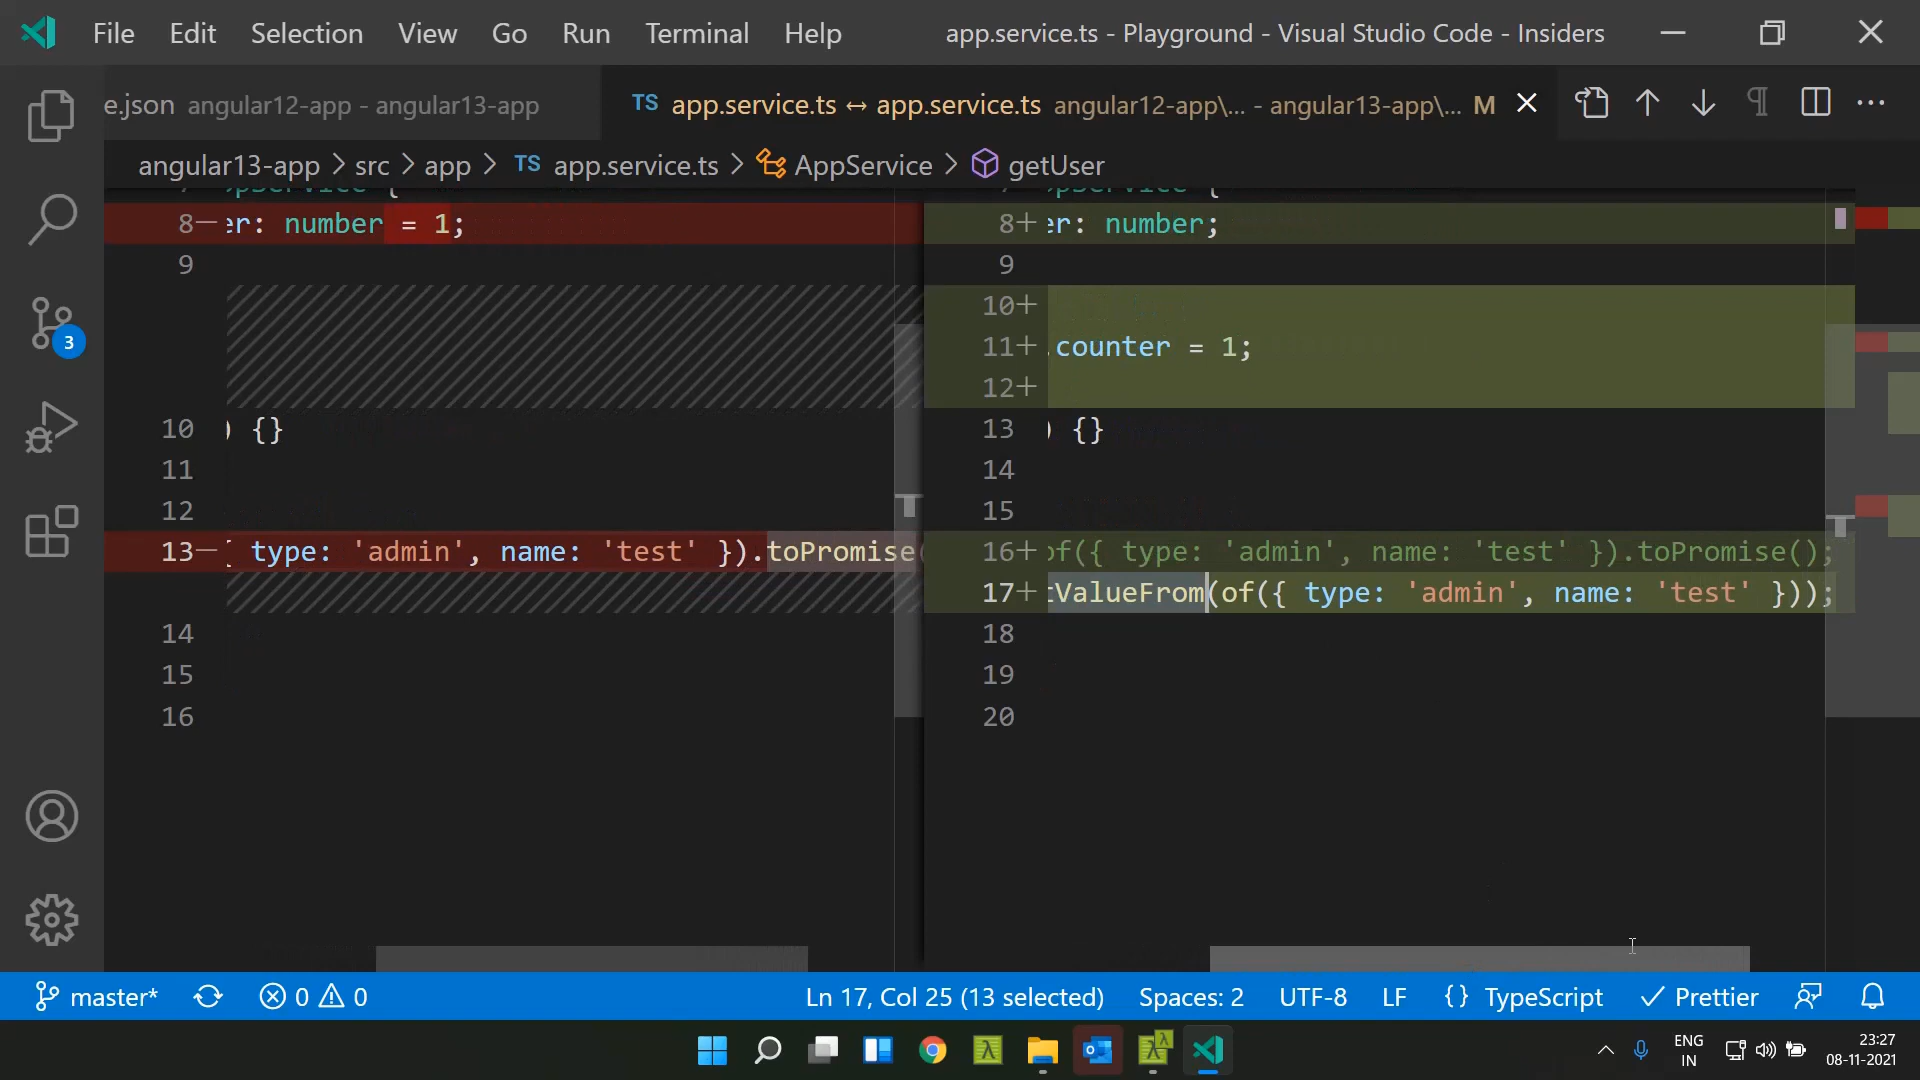 File Edit Selection View Go Run Terminal Help app.service.ts - Playground - Visual Studio Code - Insiders
e.json angular12-app - angular13-app TS app.service.ts ↔ app.service.ts angular12-app\... - angular13-app\... M
angular13-app > src > app > TS app.service.ts > AppService > getUser
8— er: number = 1;
9
10 ) {}
11
12
13— { type: 'admin', name: 'test' }).toPromise(
14
15
16
8+ er: number;
9
10+
11+ .counter = 1;
12+
13 ) {}
14
15
16+ of({ type: 'admin', name: 'test' }).toPromise();
17+ tValueFrom(of({ type: 'admin', name: 'test' }));
18
19
20
3
master* 0 0 Ln 17, Col 25 (13 selected) Spaces: 2 UTF-8 LF {} TypeScript Prettier
ENG 23:27
IN 08-11-2021